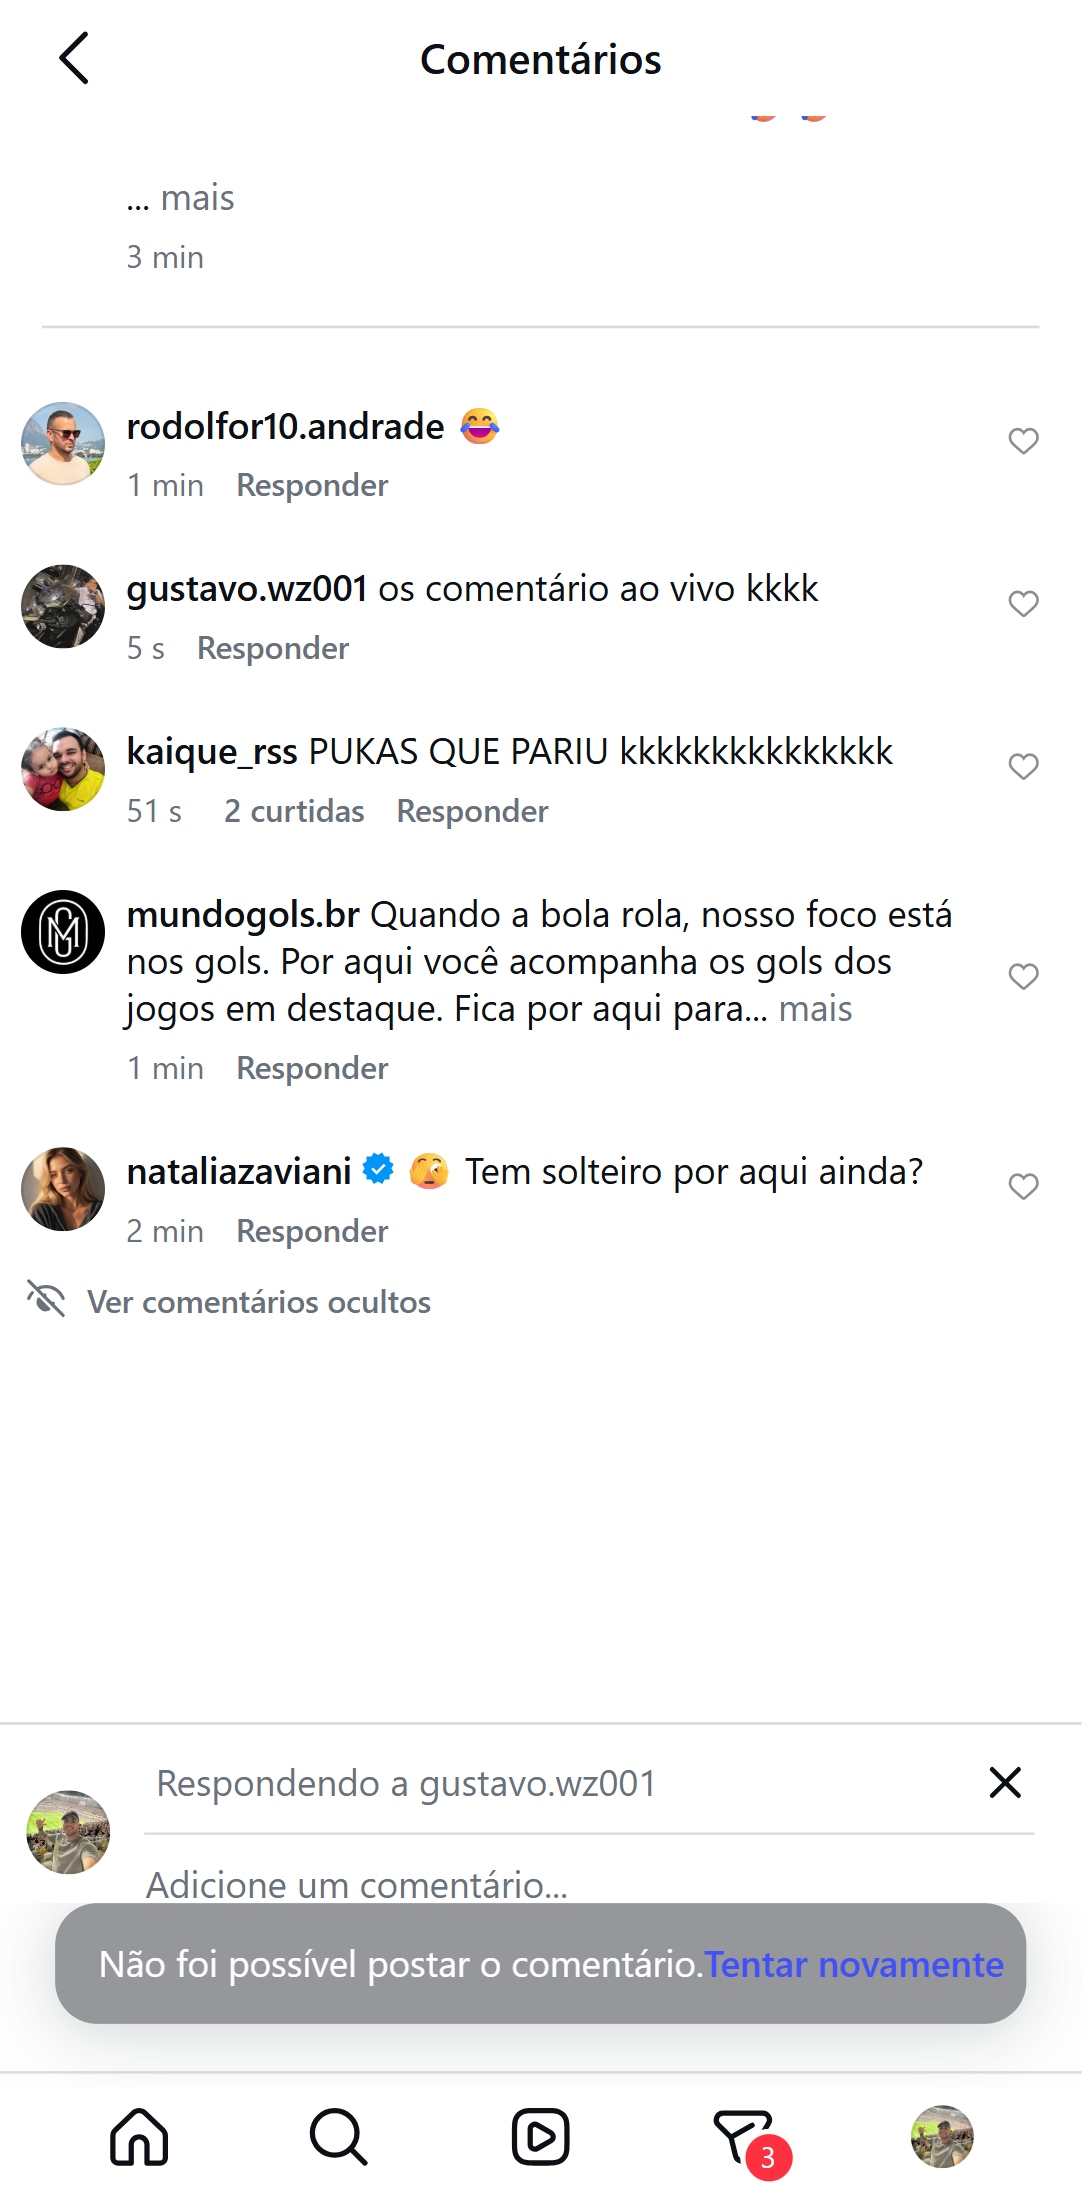 Comentários
... mais
3 min
rodolfor10.andrade 😂
1 min Responder
gustavo.wz001 os comentário ao vivo kkkk
5 s Responder
kaique_rss PUKAS QUE PARIU kkkkkkkkkkkkkkk
51 s 2 curtidas Responder
mundogols.br Quando a bola rola, nosso foco está
nos gols. Por aqui você acompanha os gols dos
jogos em destaque. Fica por aqui para... mais
1 min Responder
nataliazaviani 🫣 Tem solteiro por aqui ainda?
2 min Responder
Ver comentários ocultos
Respondendo a gustavo.wz001
Adicione um comentário...
Não foi possível postar o comentário.Tentar novamente
3